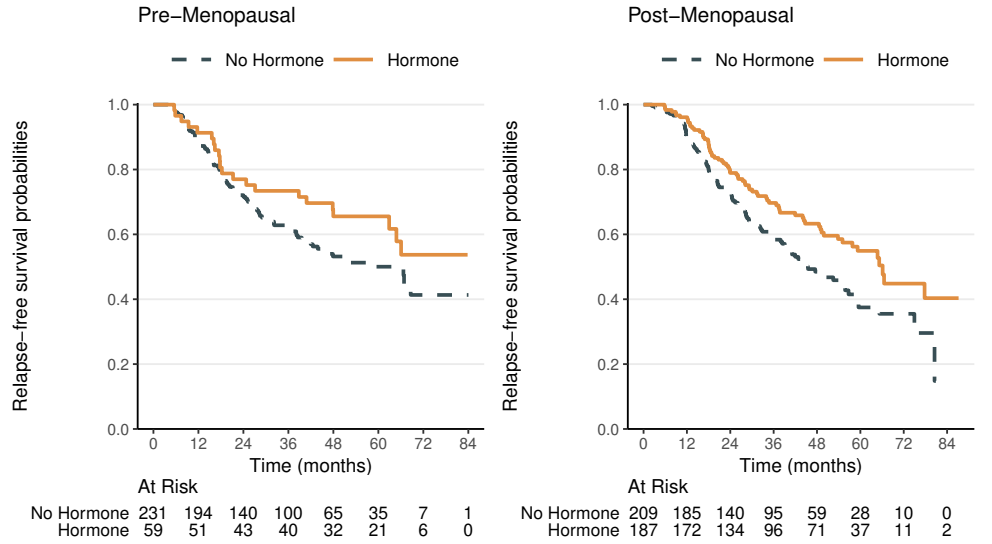 Pre−Menopausal
No Hormone Hormone
Relapse−free survival probabilities
1.0
0.8
0.6
0.4
0.2
0.0
0 12 24 36 48 60 72 84
Time (months)
At Risk
No Hormone 231 194 140 100 65 35 7 1
Hormone 59 51 43 40 32 21 6 0
Post−Menopausal
No Hormone Hormone
Relapse−free survival probabilities
1.0
0.8
0.6
0.4
0.2
0.0
0 12 24 36 48 60 72 84
Time (months)
At Risk
No Hormone 209 185 140 95 59 28 10 0
Hormone 187 172 134 96 71 37 11 2